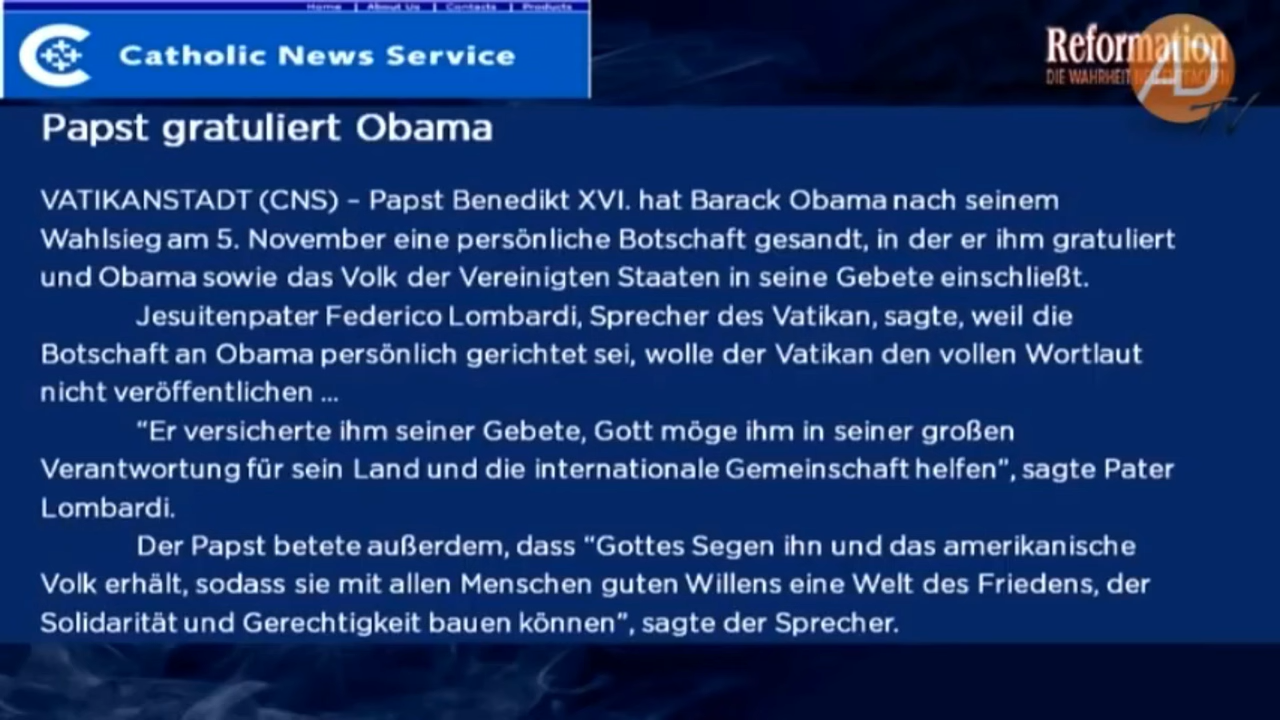 Home | About Us | Contacts | Products
Catholic News Service
Reformation
DIE WAHRHEIT
AD
TV
Papst gratuliert Obama
VATIKANSTADT (CNS) – Papst Benedikt XVI. hat Barack Obama nach seinem
Wahlsieg am 5. November eine persönliche Botschaft gesandt, in der er ihm gratuliert
und Obama sowie das Volk der Vereinigten Staaten in seine Gebete einschließt.
Jesuitenpater Federico Lombardi, Sprecher des Vatikan, sagte, weil die
Botschaft an Obama persönlich gerichtet sei, wolle der Vatikan den vollen Wortlaut
nicht veröffentlichen ...
“Er versicherte ihm seiner Gebete, Gott möge ihm in seiner großen
Verantwortung für sein Land und die internationale Gemeinschaft helfen”, sagte Pater
Lombardi.
Der Papst betete außerdem, dass “Gottes Segen ihn und das amerikanische
Volk erhält, sodass sie mit allen Menschen guten Willens eine Welt des Friedens, der
Solidarität und Gerechtigkeit bauen können”, sagte der Sprecher.